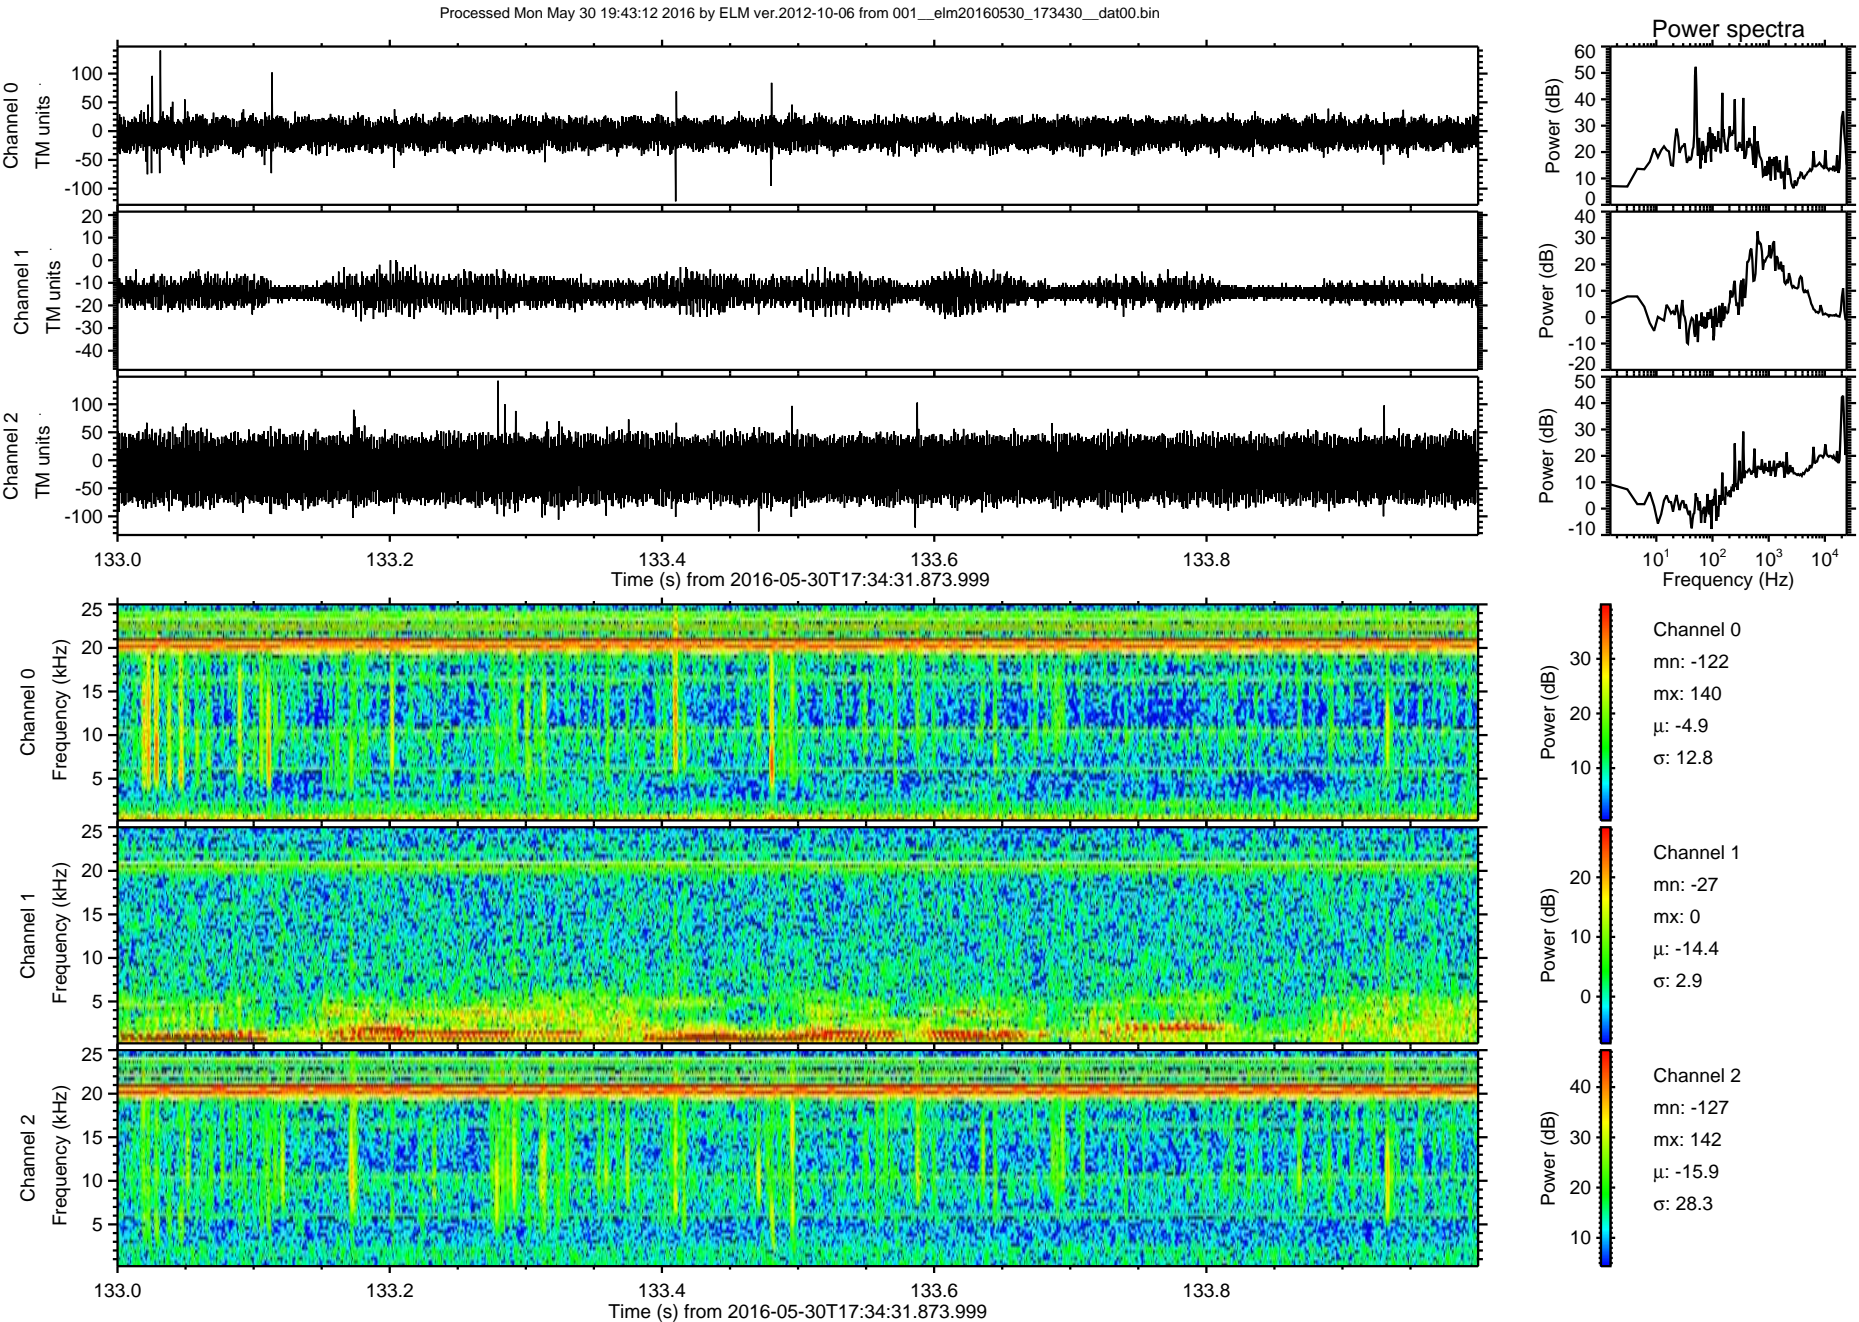 Processed Mon May 30 19:43:12 2016 by ELM ver.2012-10-06 from 001__elm20160530_173430__dat00.bin
Power spectra
Channel 0
TM units
100
50
0
-50
-100
Power (dB)
60
50
40
30
20
10
0
Channel 1
TM units
20
10
0
-10
-20
-30
-40
Power (dB)
40
30
20
10
0
-10
-20
Channel 2
TM units
100
50
0
-50
-100
Power (dB)
50
40
30
20
10
0
-10
133.0 133.2 133.4 133.6 133.8
Time (s) from 2016-05-30T17:34:31.873.999
10¹ 10² 10³ 10⁴
Frequency (Hz)
Channel 0
Frequency (kHz)
25
20
15
10
5
Power (dB)
30
20
10
Channel 0
mn: -122
mx: 140
μ: -4.9
σ: 12.8
Channel 1
Frequency (kHz)
25
20
15
10
5
Power (dB)
20
10
0
Channel 1
mn: -27
mx: 0
μ: -14.4
σ: 2.9
Channel 2
Frequency (kHz)
25
20
15
10
5
Power (dB)
40
30
20
10
Channel 2
mn: -127
mx: 142
μ: -15.9
σ: 28.3
133.0 133.2 133.4 133.6 133.8
Time (s) from 2016-05-30T17:34:31.873.999